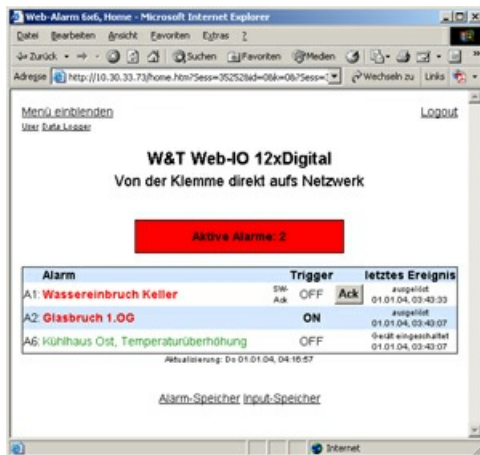 Web-Alarm 6x6, Home - Microsoft Internet Explorer
Datei Bearbeiten Ansicht Favoriten Extras ?
Zurück Suchen Favoriten Medien
Adresse http://10.30.33.73/home.htm?Sess= Wechseln zu Links
Menü einblenden Logout
User Data Logger
W&T Web-IO 12xDigital
Von der Klemme direkt aufs Netzwerk
Aktive Alarme: 2
Alarm Trigger letztes Ereignis
A1: Wassereinbruch Keller SW-Ack OFF Ack ausgelöst 01.01.04, 03:43:33
A2: Glasbruch 1.OG ON ausgelöst 01.01.04, 03:43:07
A6: Kühlhaus Ost, Temperaturüberhöhung OFF Gerät eingeschaltet 01.01.04, 03:43:07
Aktualisierung: Do 01.01.04, 04:16:57
Alarm-Speicher Input-Speicher
Internet